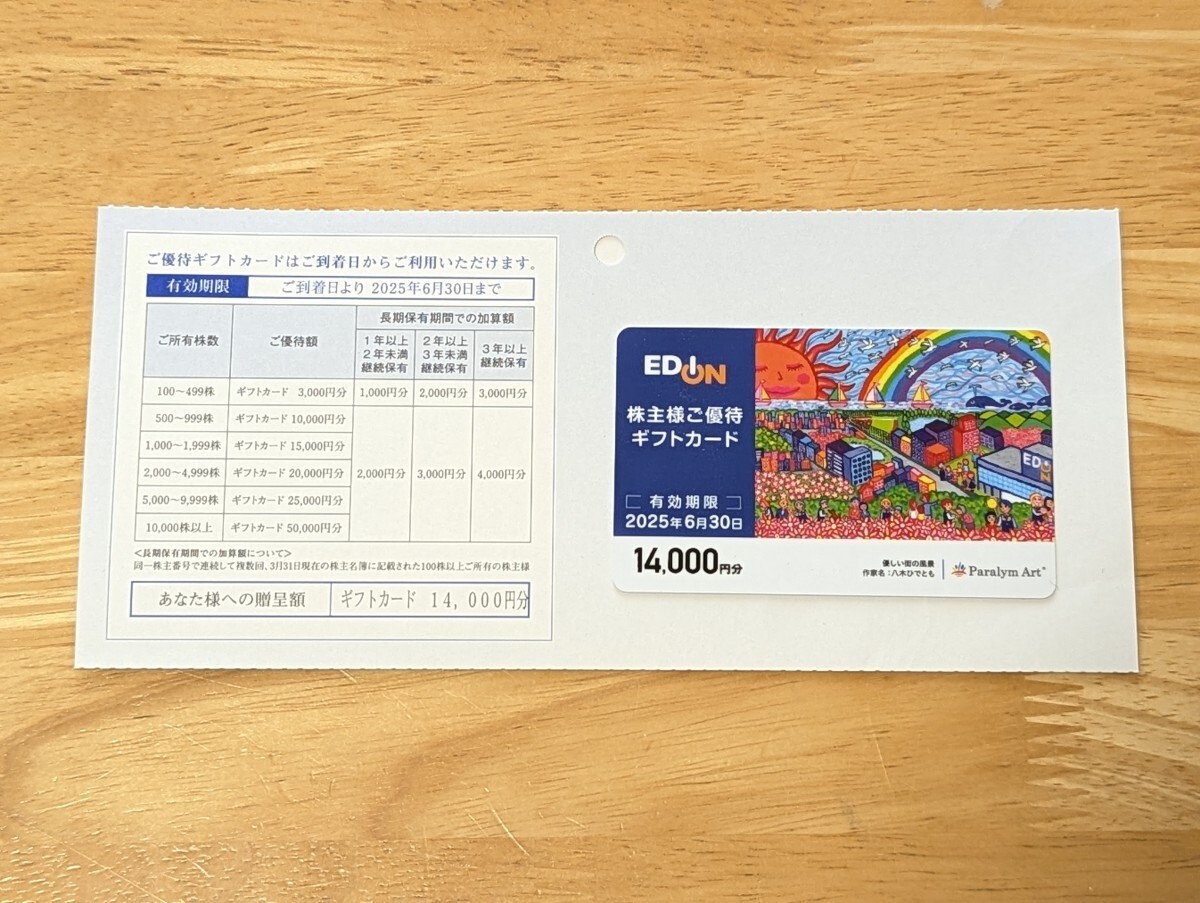 ご優待ギフトカードはご到着日からご利用いただけます。
有効期限 ご到着日より 2025年6月30日まで
ご所有株数 ご優待額 長期保有期間での加算額
1年以上2年未満継続保有 2年以上3年未満継続保有 3年以上継続保有
100～499株 ギフトカード 3,000円分 1,000円分 2,000円分 3,000円分
500～999株 ギフトカード 10,000円分
1,000～1,999株 ギフトカード 15,000円分
2,000～4,999株 ギフトカード 20,000円分 2,000円分 3,000円分 4,000円分
5,000～9,999株 ギフトカード 25,000円分
10,000株以上 ギフトカード 50,000円分
<長期保有期間での加算額について>
同一株主番号で連続して複数回、3月31日現在の株主名簿に記載された100株以上ご所有の株主様
あなた様への贈呈額 ギフトカード 14,000円分
EDION
株主様ご優待
ギフトカード
有効期限
2025年6月30日
14,000円分
EDION
優しい街の風景
作家名：八木ひでとも
Paralym Art